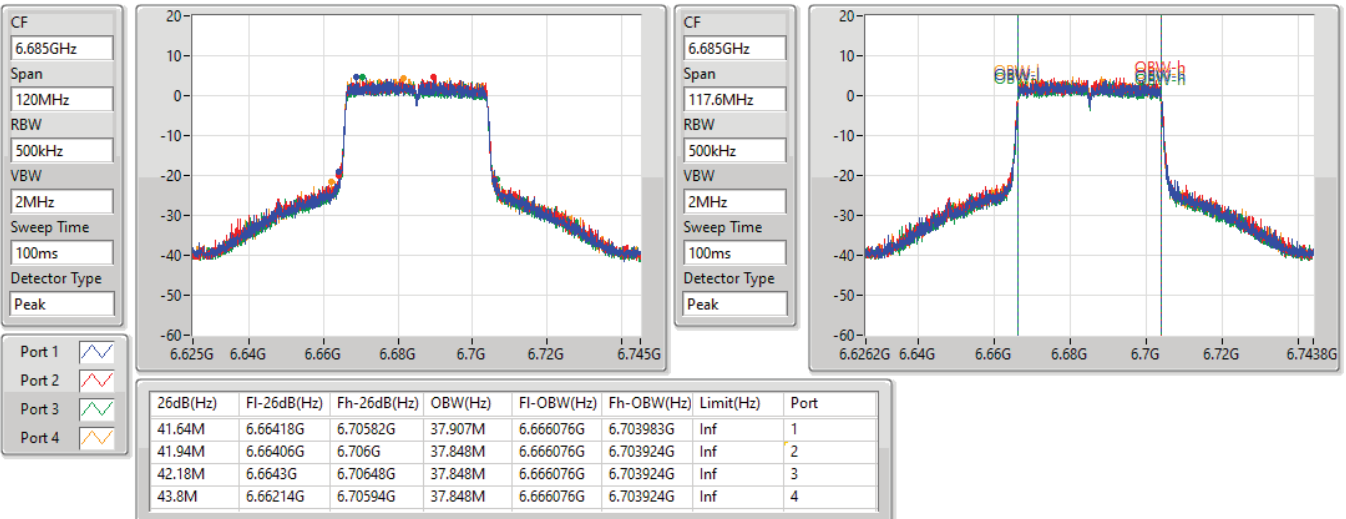 CF
6.685GHz
Span
120MHz
RBW
500kHz
VBW
2MHz
Sweep Time
100ms
Detector Type
Peak
20
10
0
-10
-20
-30
-40
-50
-60
6.625G 6.64G 6.66G 6.68G 6.7G 6.72G 6.745G
CF
6.685GHz
Span
117.6MHz
RBW
500kHz
VBW
2MHz
Sweep Time
100ms
Detector Type
Peak
20
10
0
-10
-20
-30
-40
-50
-60
OBW-l
OBW-h
OBW-h
6.6262G 6.64G 6.66G 6.68G 6.7G 6.72G 6.7438G
Port 1
Port 2
Port 3
Port 4
26dB(Hz) Fl-26dB(Hz) Fh-26dB(Hz) OBW(Hz) Fl-OBW(Hz) Fh-OBW(Hz) Limit(Hz) Port
41.64M 6.66418G 6.70582G 37.907M 6.666076G 6.703983G Inf 1
41.94M 6.66406G 6.706G 37.848M 6.666076G 6.703924G Inf 2
42.18M 6.6643G 6.70648G 37.848M 6.666076G 6.703924G Inf 3
43.8M 6.66214G 6.70594G 37.848M 6.666076G 6.703924G Inf 4